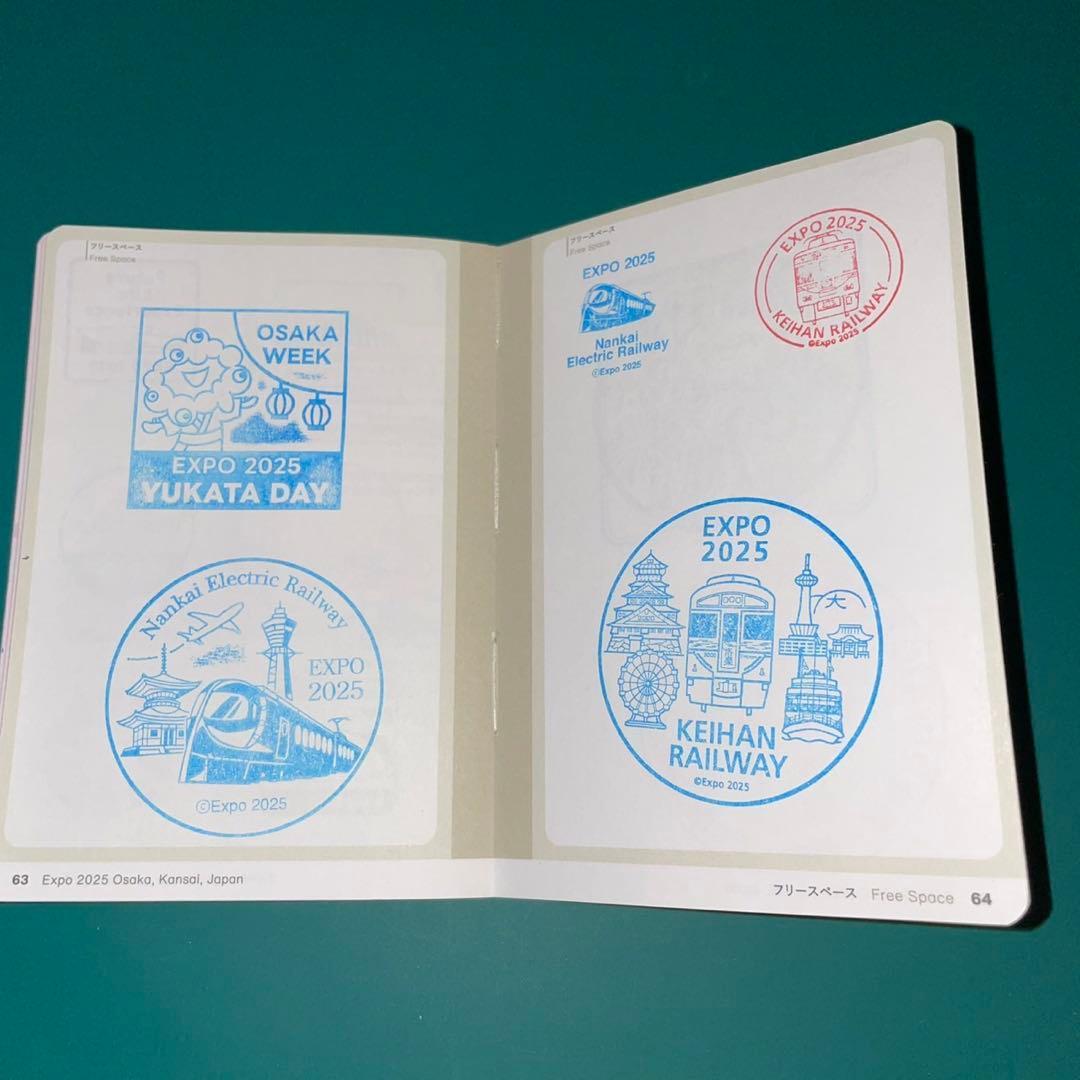 フリースペース
Free Space
OSAKA
WEEK
EXPO 2025
YUKATA DAY
Nankai Electric Railway
EXPO
2025
©Expo 2025
63 Expo 2025 Osaka, Kansai, Japan
フリースペース
Free Space
EXPO 2025
Nankai
Electric Railway
©Expo 2025
EXPO 2025
KEIHAN RAILWAY
©Expo 2025
EXPO
2025
大
KEIHAN
RAILWAY
©Expo 2025
フリースペース Free Space 64